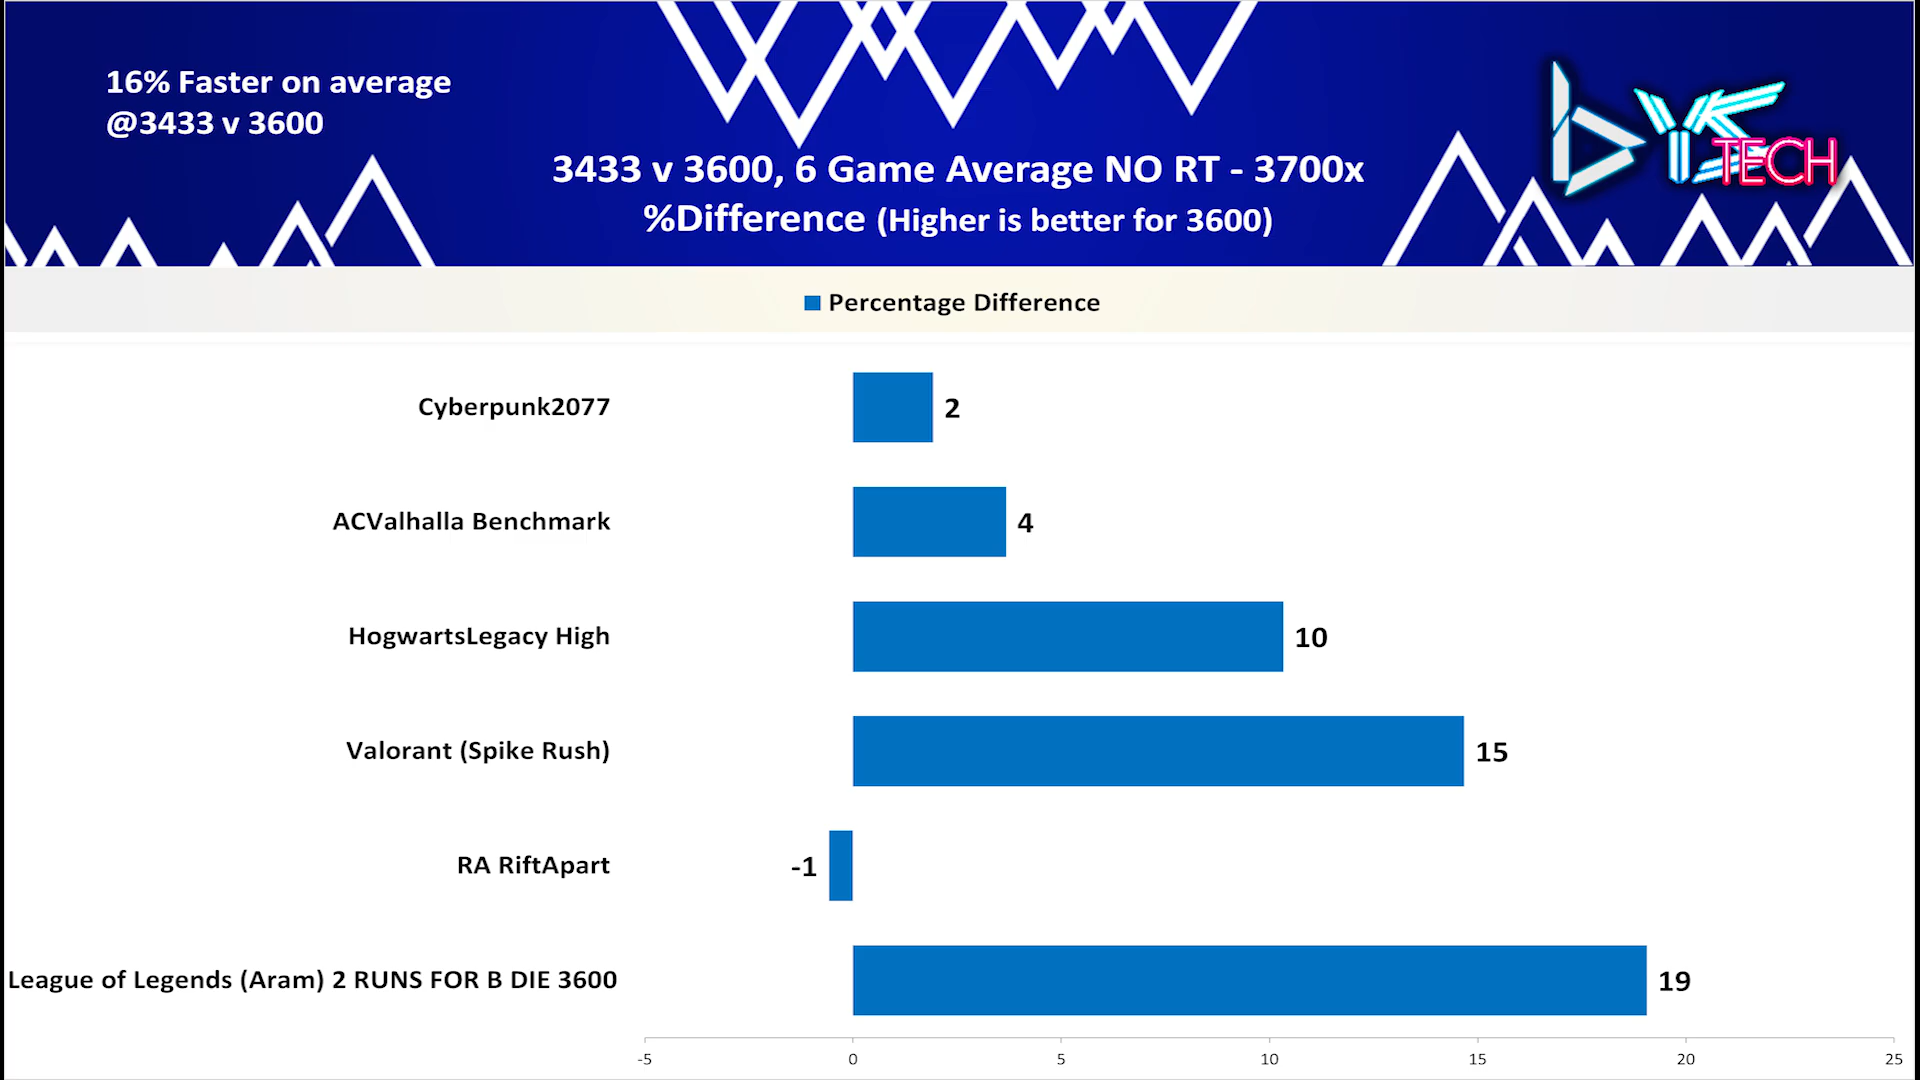 16% Faster on average
@3433 v 3600
bYS TECH
3433 v 3600, 6 Game Average NO RT - 3700x
%Difference (Higher is better for 3600)
Percentage Difference
Cyberpunk2077 2
ACValhalla Benchmark 4
HogwartsLegacy High 10
Valorant (Spike Rush) 15
RA RiftApart -1
League of Legends (Aram) 2 RUNS FOR B DIE 3600 19
-5 0 5 10 15 20 25